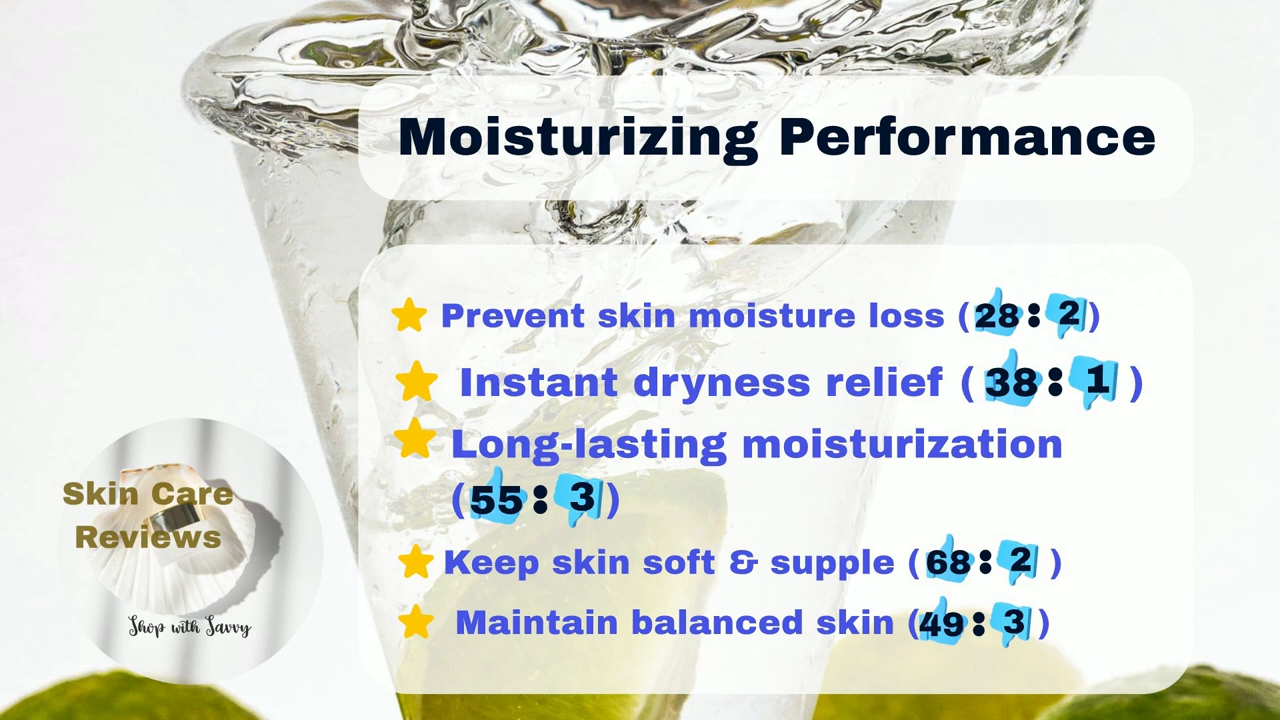 Moisturizing Performance
Prevent skin moisture loss (28:2)
Instant dryness relief (38:1)
Long-lasting moisturization
(55:3)
Keep skin soft & supple (68:2)
Maintain balanced skin (49:3)
Skin Care
Reviews
Shop with Savvy